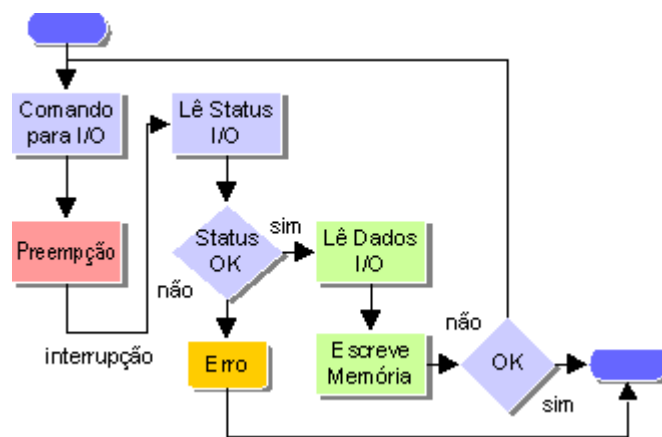 Comando
para I/O
Lê Status
I/O
Preempção
interrupção
Status
OK
sim
não
Lê Dados
I/O
Erro
Escreve
Memória
não
OK
sim